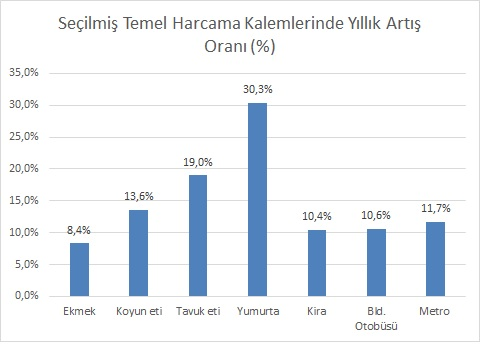 Seçilmiş Temel Harcama Kalemlerinde Yıllık Artış
Oranı (%)
35,0%
30,0%
25,0%
20,0%
15,0%
10,0%
5,0%
0,0%
8,4%
13,6%
19,0%
30,3%
10,4%
10,6%
11,7%
Ekmek
Koyun eti
Tavuk eti
Yumurta
Kira
Bld.
Otobüsü
Metro